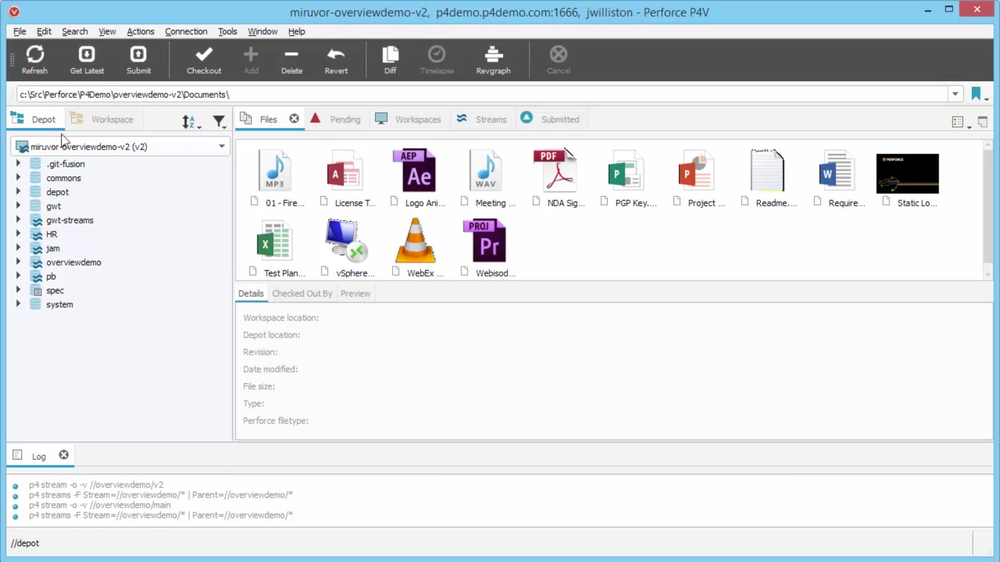 miruvor-overviewdemo-v2, p4demo.p4demo.com:1666, jwilliston - Perforce P4V
File Edit Search View Actions Connection Tools Window Help
Refresh Get Latest Submit Checkout Add Delete Revert Diff Timelapse Revgraph Cancel
c:\Src\Perforce\P4Demo\overviewdemo-v2\Documents\
Depot Workspace
Files Pending Workspaces Streams Submitted
miruvor-overviewdemo-v2 (v2)
.git-fusion
commons
depot
gwt
gwt-streams
HR
jam
overviewdemo
pb
spec
system
MP3 A AEP Ae WAV PDF P P W PERFORCE
01 - Fire... License T... Logo Ani... Meeting ... NDA Sig... PGP Key.... Project ... Readme.... Require... Static Lo...
X PROJ Pr
Test Plan... vSphere... WebEx ... Webisod...
Details Checked Out By Preview
Workspace location:
Depot location:
Revision:
Date modified:
File size:
Type:
Perforce filetype:
Log
p4 stream -o -v //overviewdemo/v2
p4 streams -F Stream=//overviewdemo/* | Parent=//overviewdemo/*
p4 stream -o -v //overviewdemo/main
p4 streams -F Stream=//overviewdemo/* | Parent=//overviewdemo/*
//depot